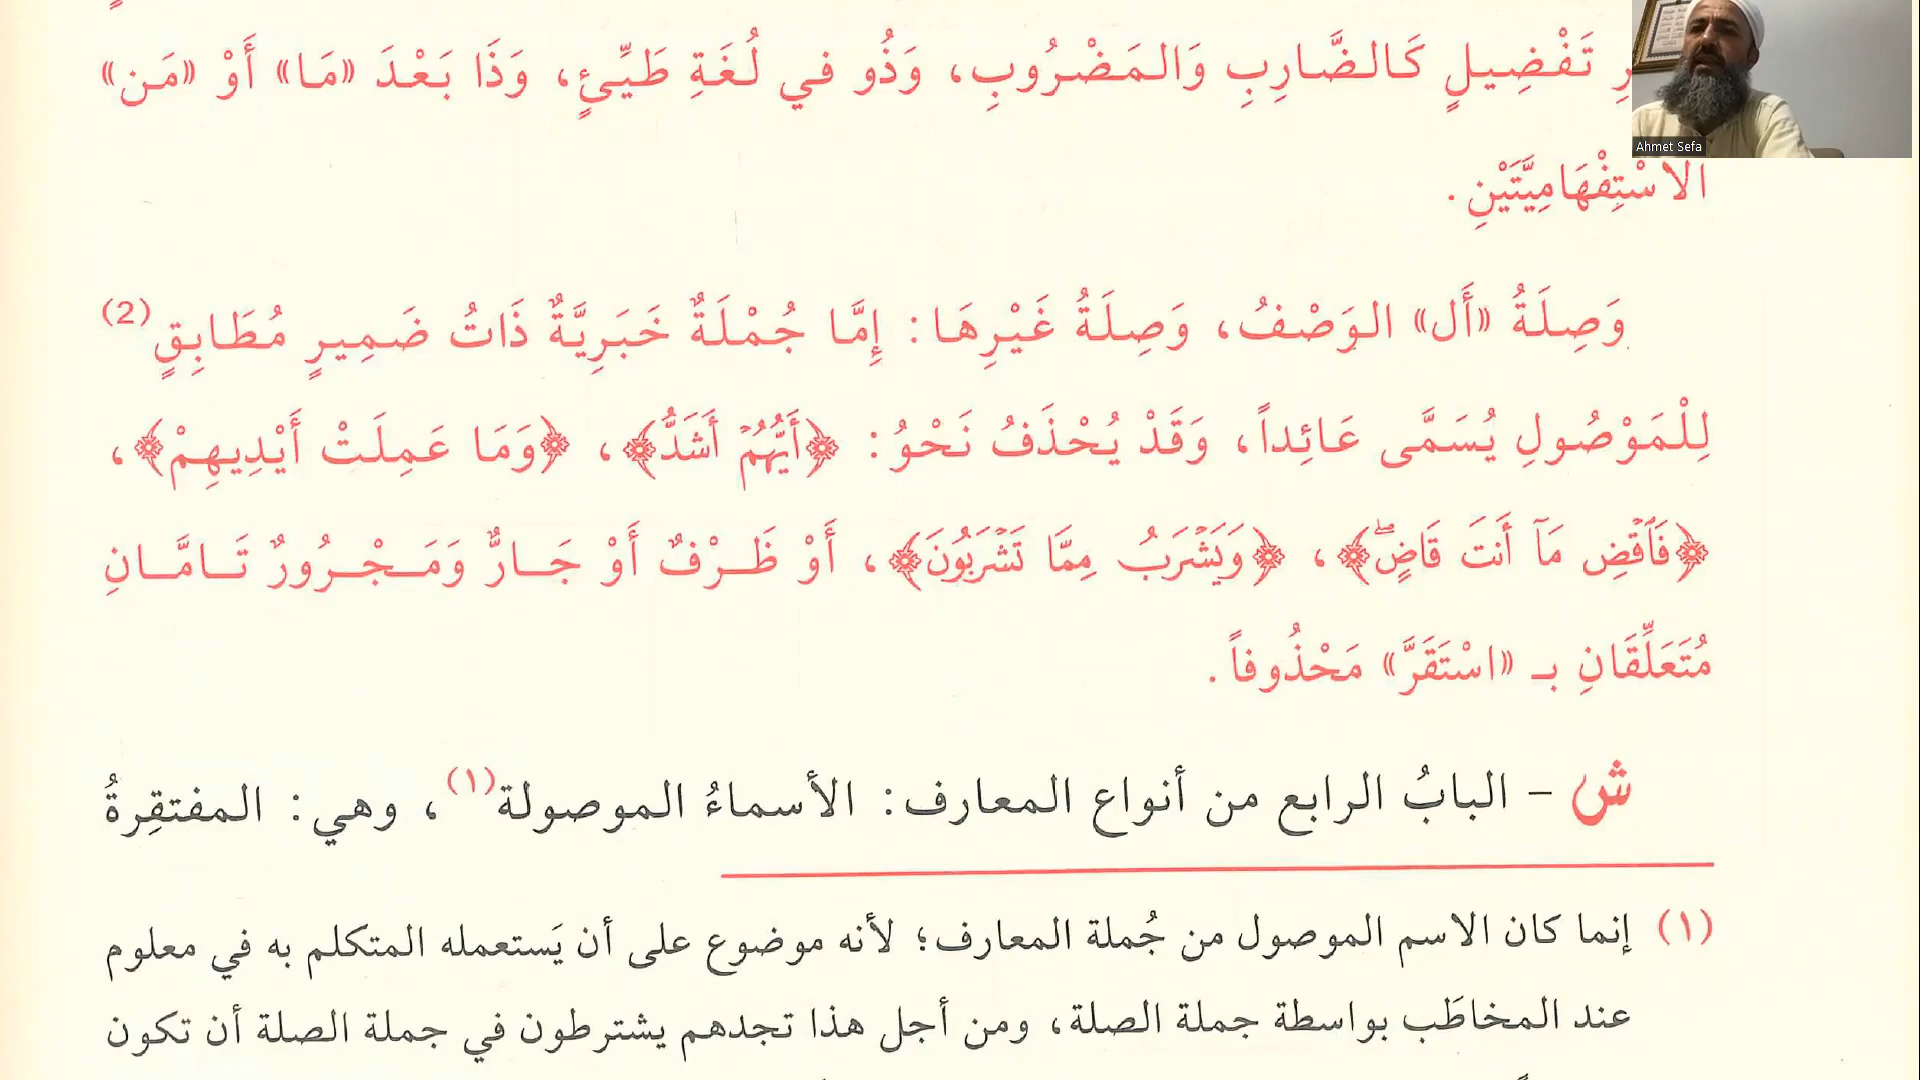 تَفْضِيلٍ كَالضَّارِبِ وَالمَضْرُوبِ، وَذُو في لُغَةِ طَيِّئٍ، وَذَا بَعْدَ «مَا» أَوْ «مَن»
Ahmet Sefa
الاسْتِفْهَامِيَّتَيْنِ .
وَصِلَةُ «أَل» الوَصْفُ، وَصِلَةُ غَيْرِهَا: إِمَّا جُمْلَةٌ خَبَرِيَّةٌ ذَاتُ ضَمِيرٍ مُطَابِقٍ (2)
لِلْمَوْصُولِ يُسَمَّى عَائِداً، وَقَدْ يُحْذَفُ نَحْوُ: ﴿أَيُّهُمْ أَشَدُّ﴾، ﴿وَمَا عَمِلَتْ أَيْدِيهِمْ﴾،
﴿فَٱقْضِ مَآ أَنتَ قَاضٍۖ﴾، ﴿وَيَشْرَبُ مِمَّا تَشْرَبُونَ﴾، أَوْ ظَرْفٌ أَوْ جَارٌّ وَمَجْرُورٌ تَامَّانِ
مُتَعَلِّقَانِ بـ «اسْتَقَرَّ» مَحْذُوفاً .
ش – البابُ الرابع من أنواع المعارف: الأسماءُ الموصولة(١)، وهي: المفتقِرةُ
(١) إنما كان الاسم الموصول من جُملة المعارف؛ لأنه موضوع على أن يَستعمله المتكلم به في معلوم
عند المخاطَب بواسطة جملة الصلة، ومن أجل هذا تجدهم يشترطون في جملة الصلة أن تكون